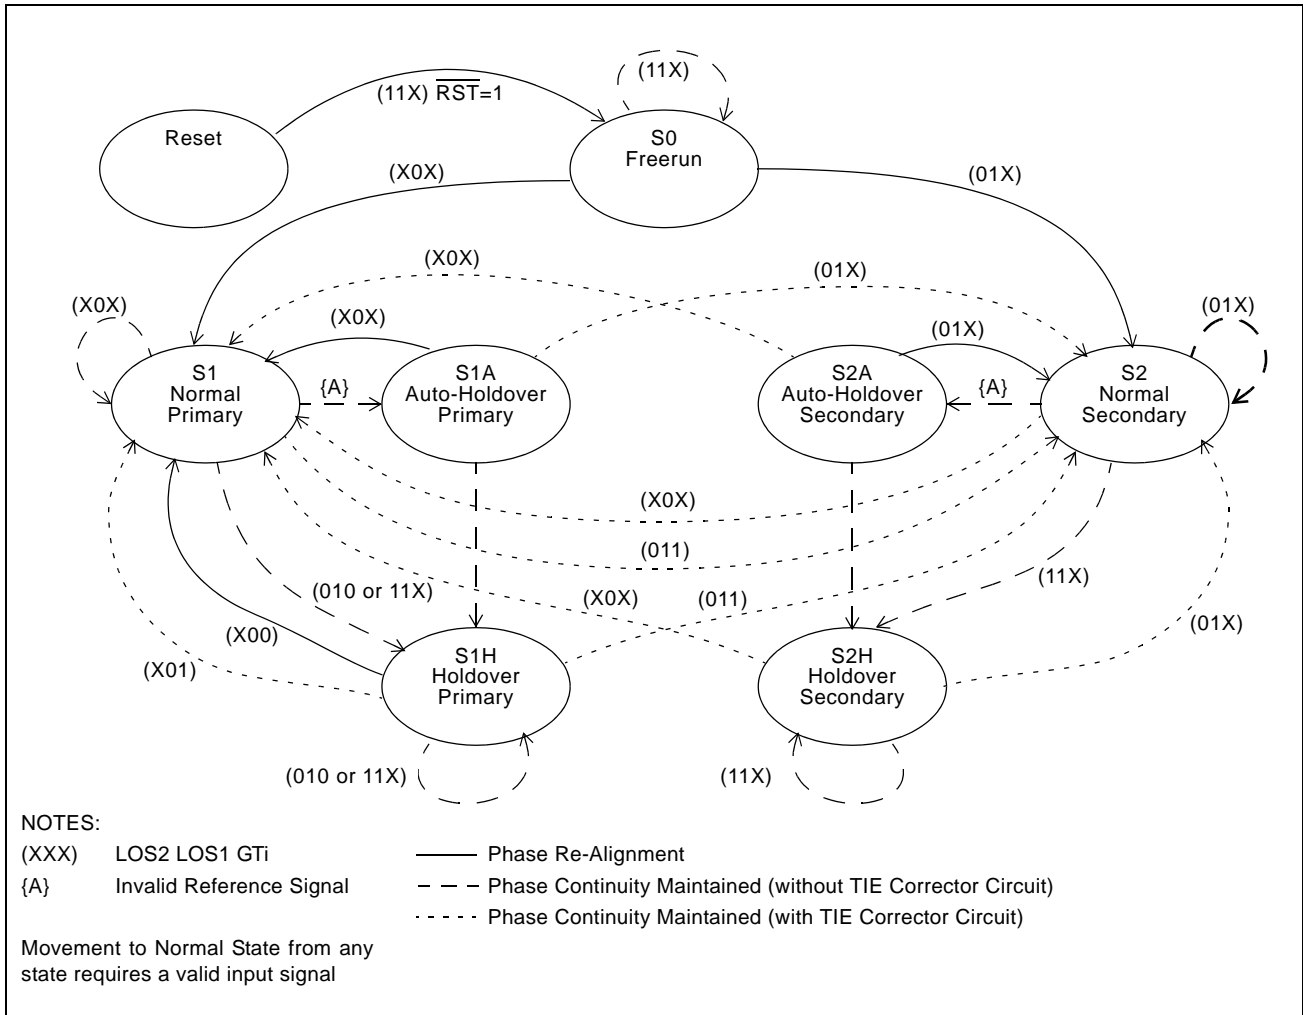 (11X)
(11X) RST=1
Reset
S0
Freerun
(X0X)
(01X)
(X0X)
(01X)
(X0X)
(X0X)
(01X)
(01X)
S1
Normal
Primary
{A}
S1A
Auto-Holdover
Primary
S2A
Auto-Holdover
Secondary
{A}
S2
Normal
Secondary
(X0X)
(011)
(010 or 11X)
(X0X)
(011)
(11X)
(X00)
(01X)
(X01)
S1H
Holdover
Primary
S2H
Holdover
Secondary
(010 or 11X)
(11X)
NOTES:
(XXX) LOS2 LOS1 GTi
{A} Invalid Reference Signal
Phase Re-Alignment
Phase Continuity Maintained (without TIE Corrector Circuit)
Phase Continuity Maintained (with TIE Corrector Circuit)
Movement to Normal State from any
state requires a valid input signal